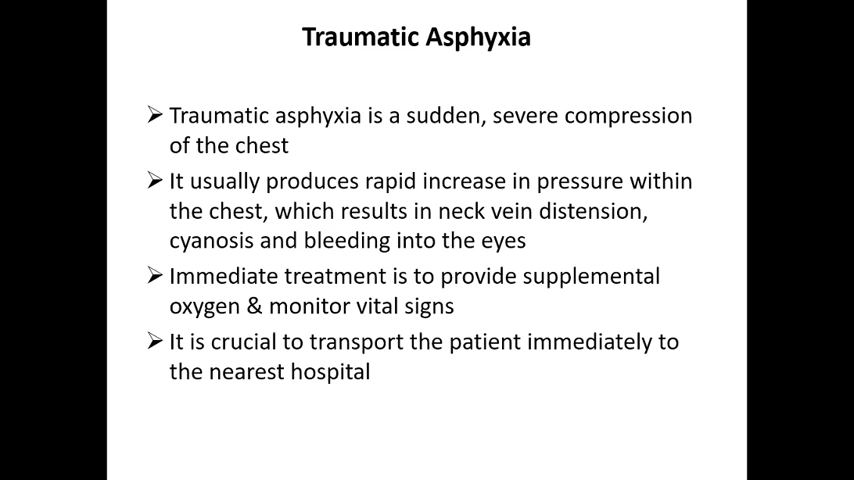 Traumatic Asphyxia
➢ Traumatic asphyxia is a sudden, severe compression
of the chest
➢ It usually produces rapid increase in pressure within
the chest, which results in neck vein distension,
cyanosis and bleeding into the eyes
➢ Immediate treatment is to provide supplemental
oxygen & monitor vital signs
➢ It is crucial to transport the patient immediately to
the nearest hospital